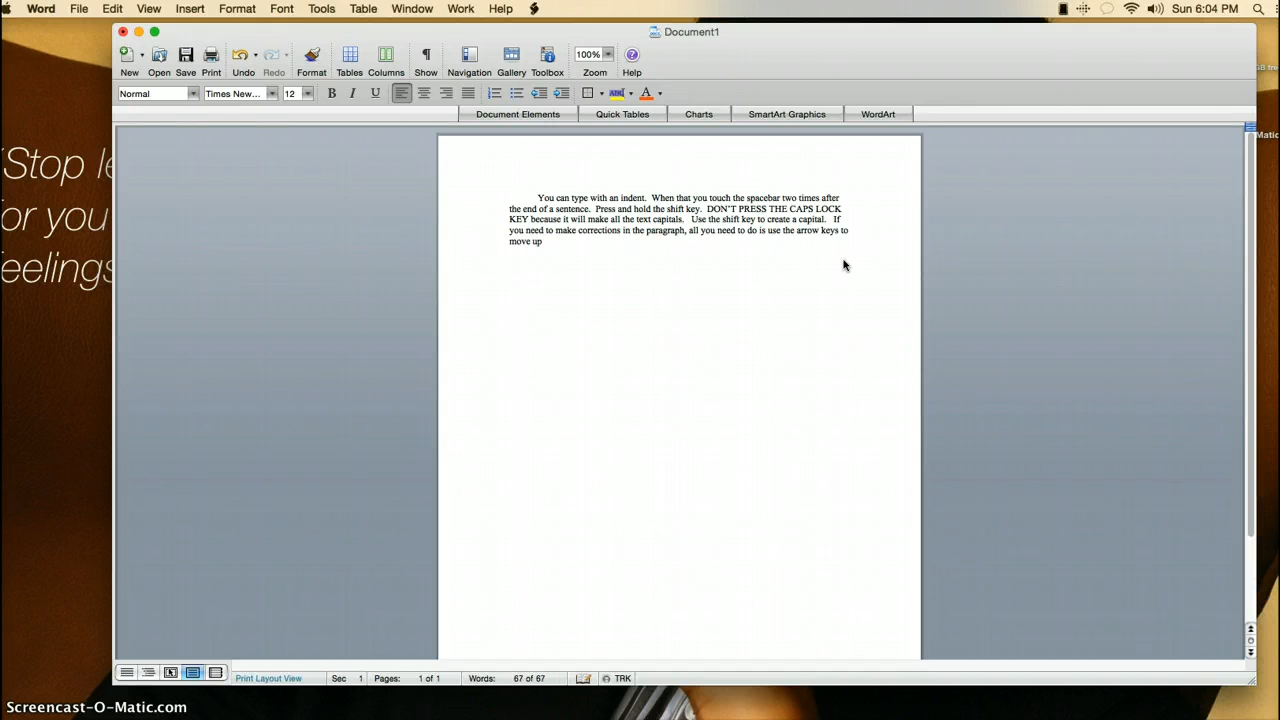 Word File Edit View Insert Format Font Tools Table Window Work Help Sun 6:04 PM
Document1
New Open Save Print Undo Redo Format Tables Columns Show Navigation Gallery Toolbox 100% Zoom Help
Normal Times New... 12 B I U ABC A
Document Elements Quick Tables Charts SmartArt Graphics WordArt
You can type with an indent. When that you touch the spacebar two times after
the end of a sentence. Press and hold the shift key. DON'T PRESS THE CAPS LOCK
KEY because it will make all the text capitals. Use the shift key to create a capital. If
you need to make corrections in the paragraph, all you need to do is use the arrow keys to
move up
Stop le
or you
eelings
Matic
Print Layout View Sec 1 Pages: 1 of 1 Words: 67 of 67 TRK
Screencast-O-Matic.com